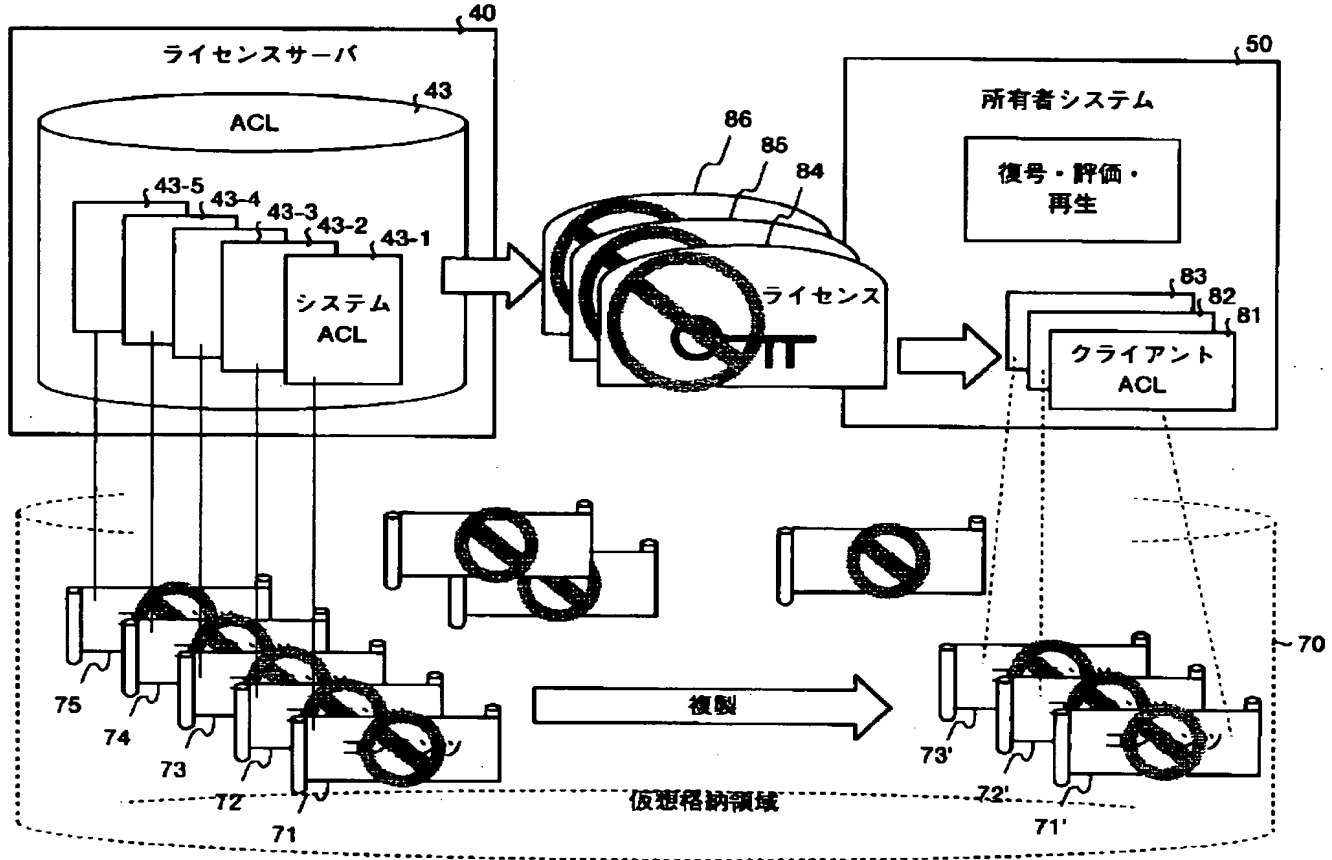 40
ライセンスサーバ
43
ACL
43-5
43-4
43-3
43-2
43-1
システム
ACL
86
85
84
ライセンス
50
所有者システム
復号・評価・
再生
83
82
81
クライアント
ACL
70
75
74
73
72
71
複製
73'
72'
71'
仮想格納領域